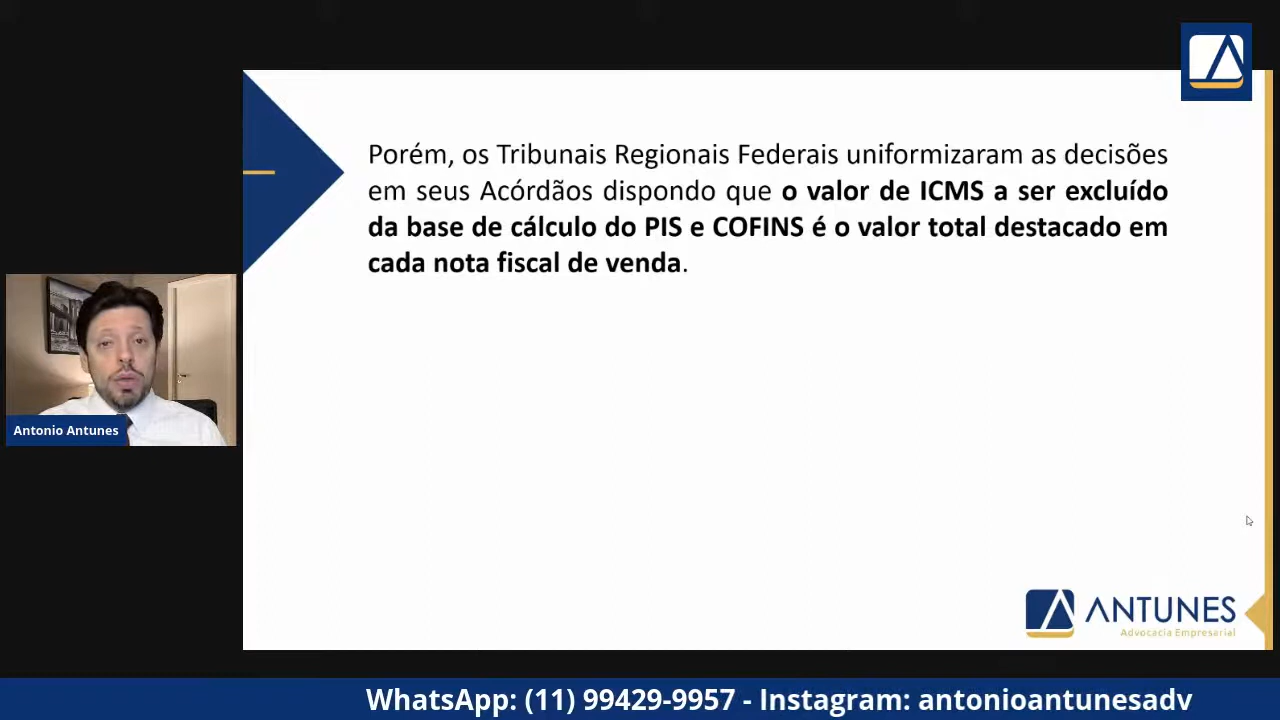 Porém, os Tribunais Regionais Federais uniformizaram as decisões
em seus Acórdãos dispondo que o valor de ICMS a ser excluído
da base de cálculo do PIS e COFINS é o valor total destacado em
cada nota fiscal de venda.
Antonio Antunes
ANTUNES
Advocacia Empresarial
WhatsApp: (11) 99429-9957 - Instagram: antonioantunesadv